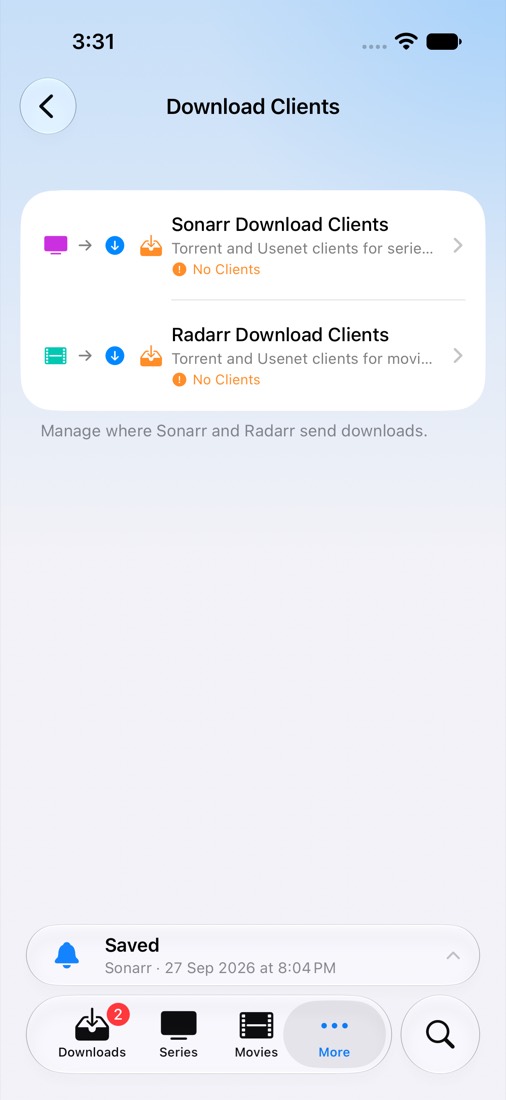 3:31
Download Clients
Sonarr Download Clients
Torrent and Usenet clients for serie...
No Clients
Radarr Download Clients
Torrent and Usenet clients for movi...
No Clients
Manage where Sonarr and Radarr send downloads.
Saved
Sonarr · 27 Sep 2026 at 8:04 PM
2
Downloads
Series
Movies
More